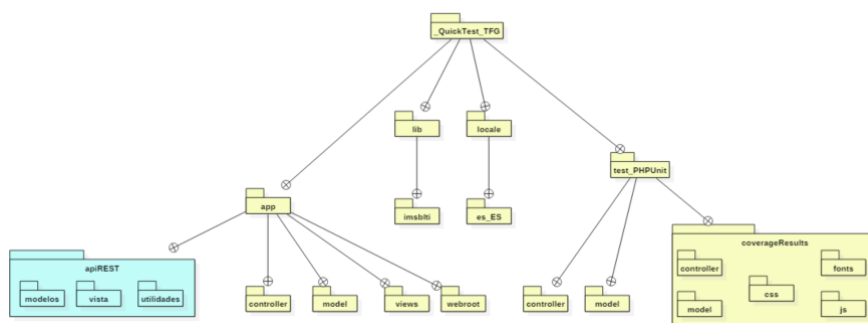 _QuickTest_TFG
lib
locale
test_PHPUnit
imsblti
es_ES
app
apiREST
modelos
vista
utilidades
controller
model
views
webroot
controller
model
coverageResults
controller
fonts
css
model
js